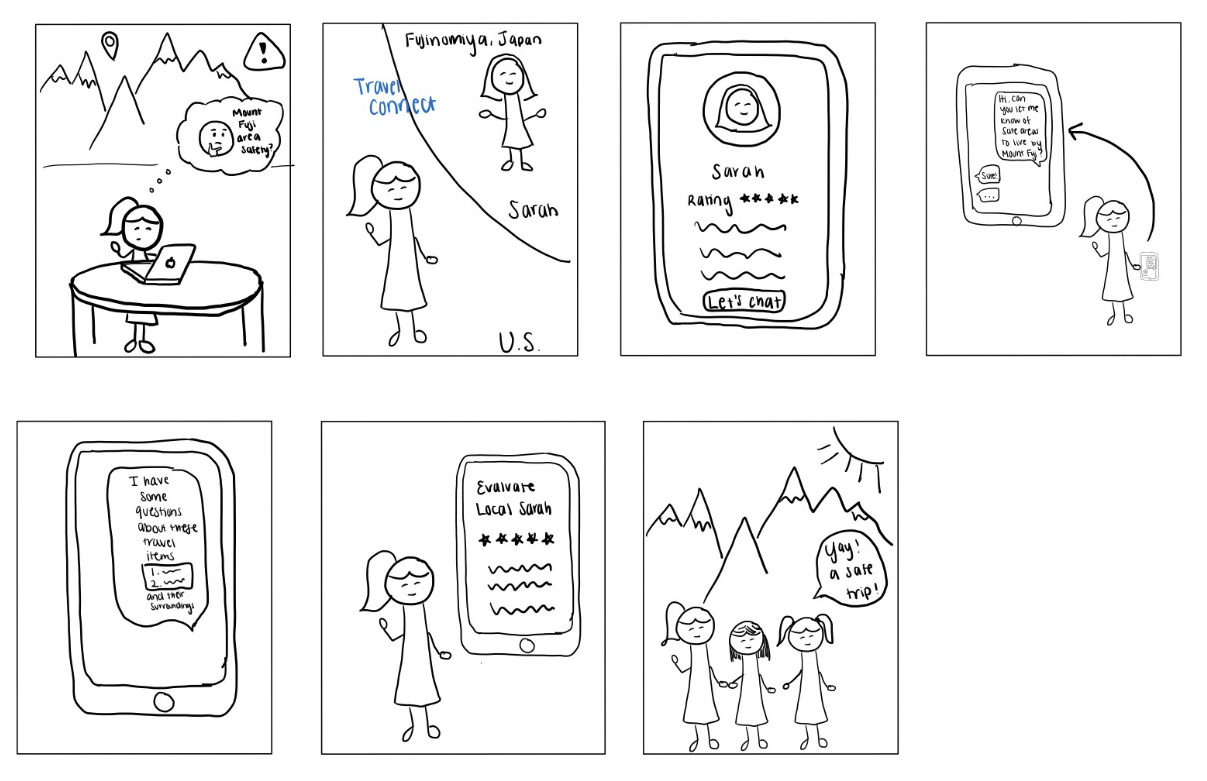 !
Mount
Fuji
area
safety?
Fujinomiya, Japan
Travel
connect
Sarah
U.S.
Sarah
Rating ★★★★★
Let's chat
Hi, can
you let me
know of
safe areas
to live by
Mount Fuji?
Sure!
...
I have
some
questions
about these
travel
items
1.
2.
and their
surroundings
Evaluate
Local Sarah
★★★★★
Yay!
a safe
trip!